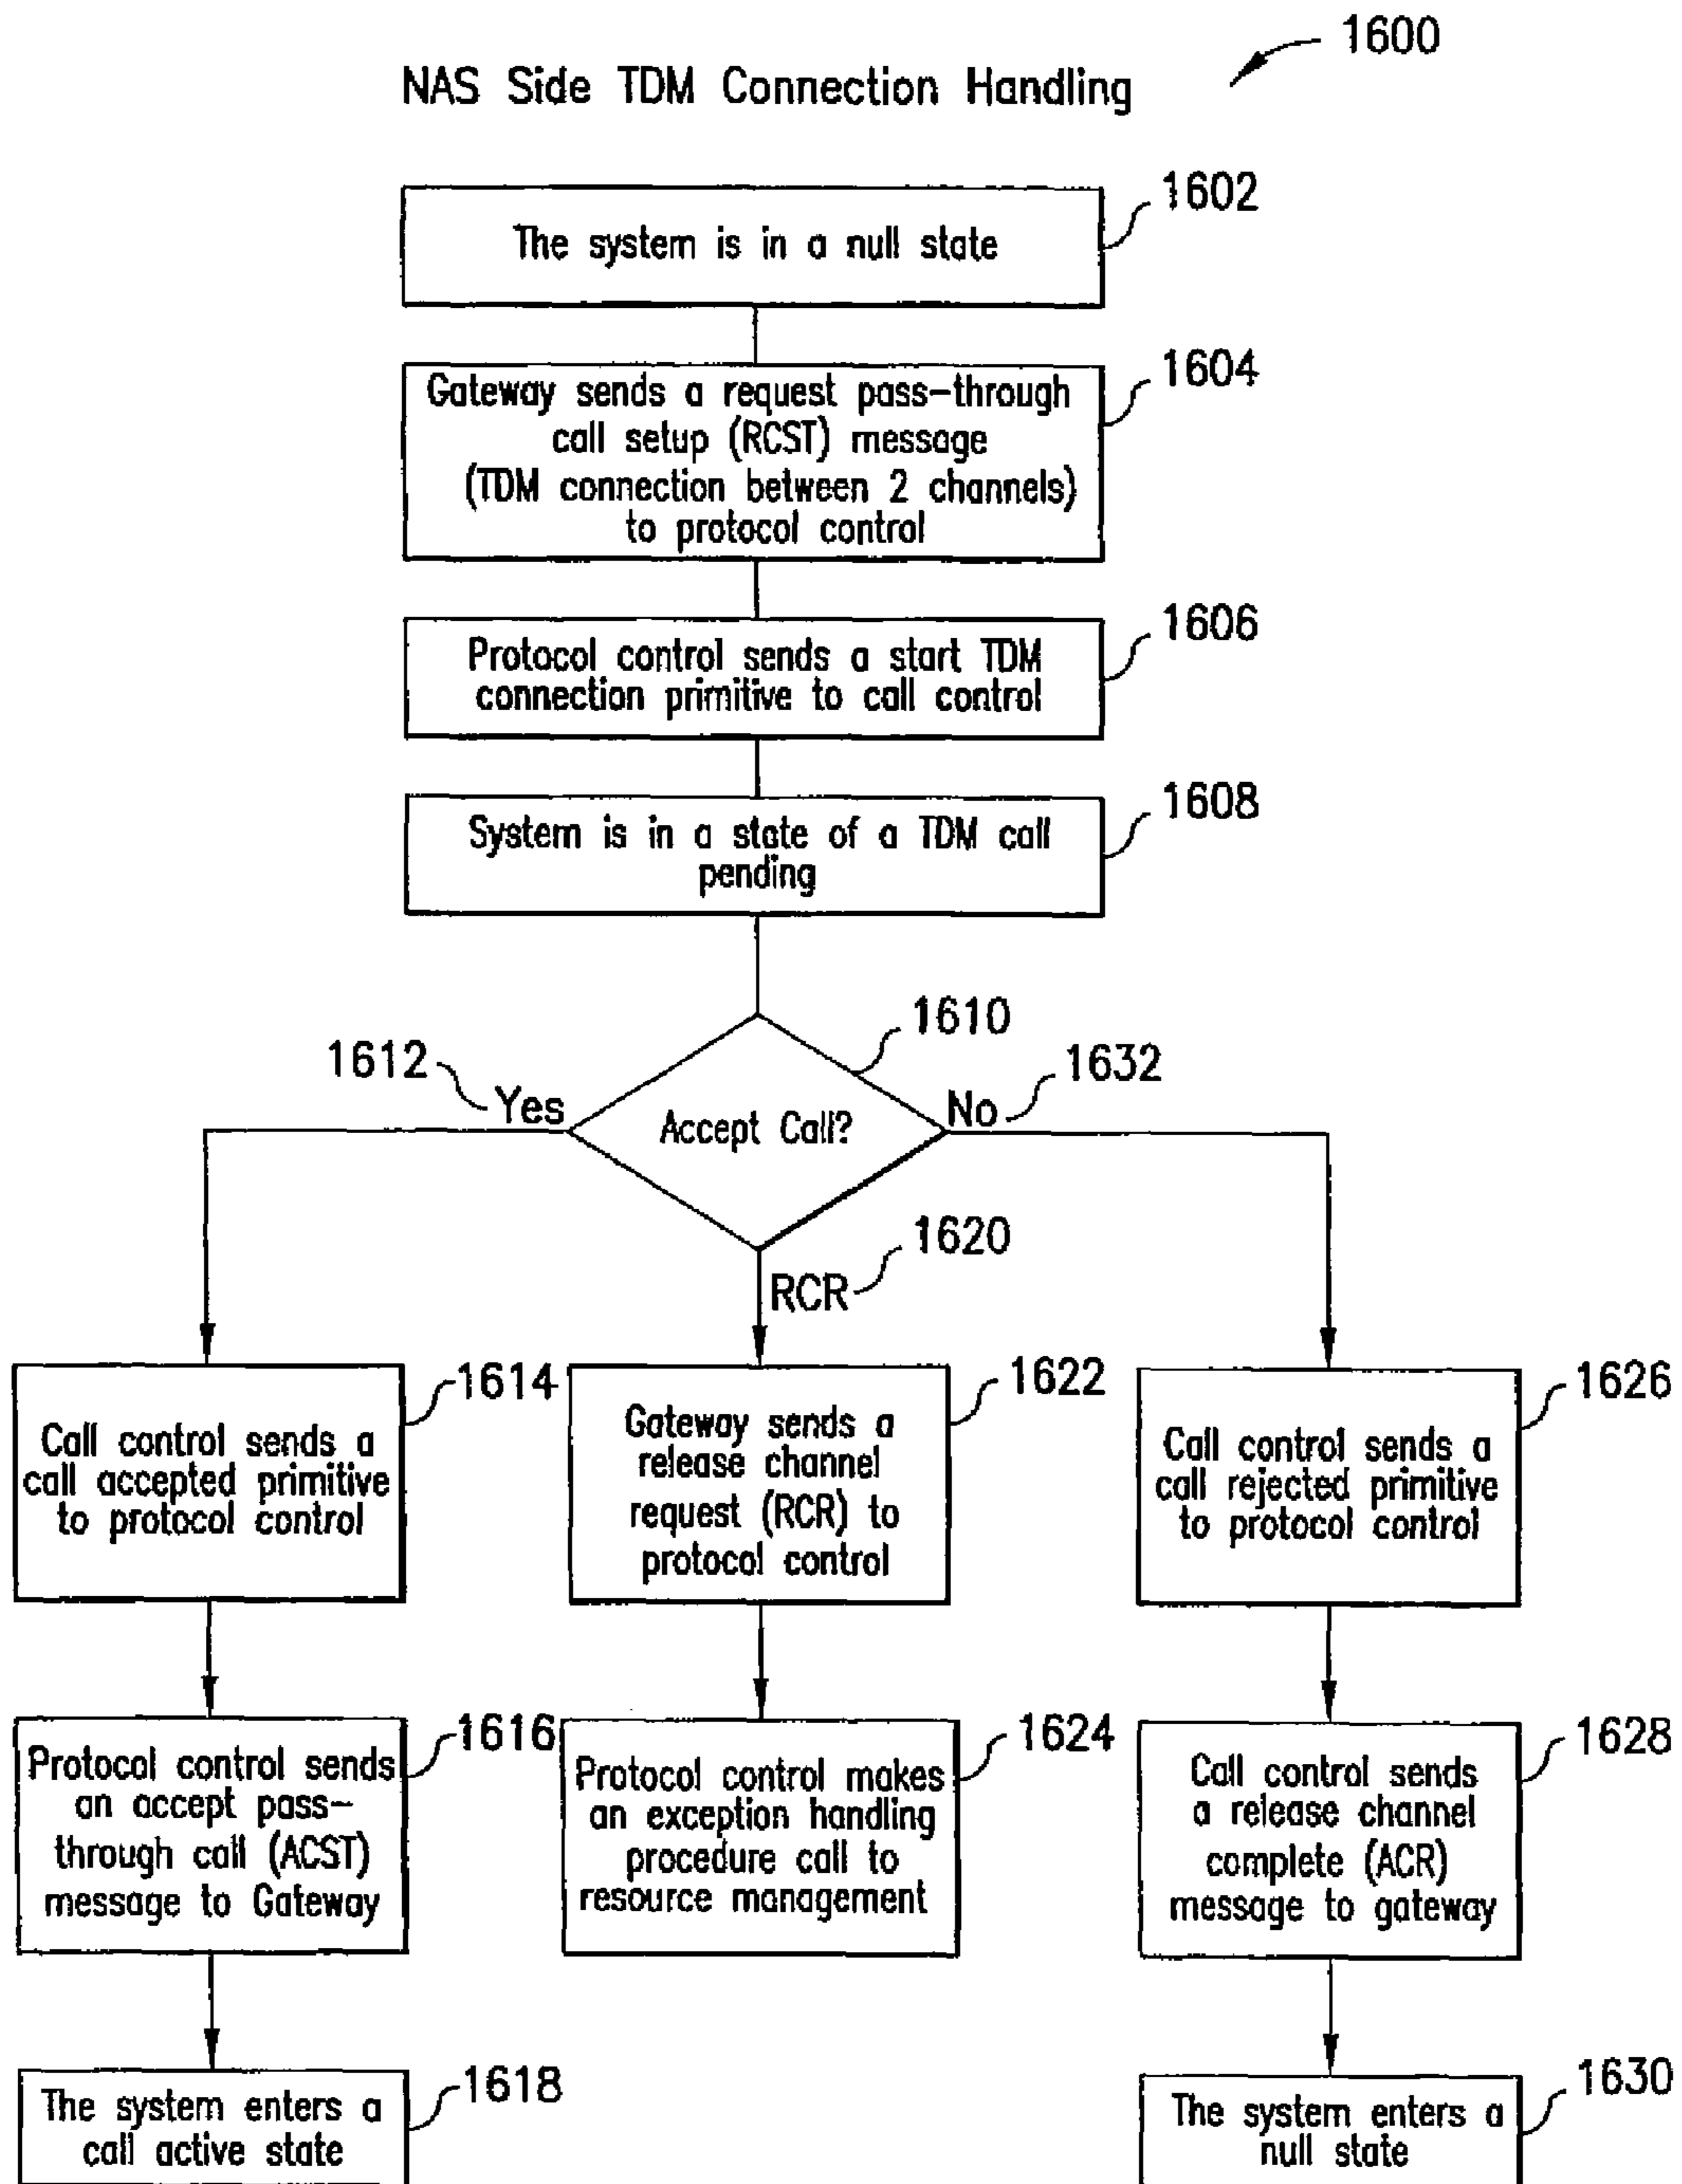 1600
NAS Side TDM Connection Handling
1602
The system is in a null state
1604
Gateway sends a request pass-through
call setup (RCST) message
(TDM connection between 2 channels)
to protocol control
1606
Protocol control sends a start TDM
connection primitive to call control
1608
System is in a state of a TDM call
pending
1610
1612
Yes
Accept Call?
No
1632
RCR
1620
1614
Call control sends a
call accepted primitive
to protocol control
1622
Gateway sends a
release channel
request (RCR) to
protocol control
1626
Call control sends a
call rejected primitive
to protocol control
1616
Protocol control sends
an accept pass-
through call (ACST)
message to Gateway
1624
Protocol control makes
an exception handling
procedure call to
resource management
1628
Call control sends
a release channel
complete (ACR)
message to gateway
1618
The system enters a
call active state
1630
The system enters a
null state